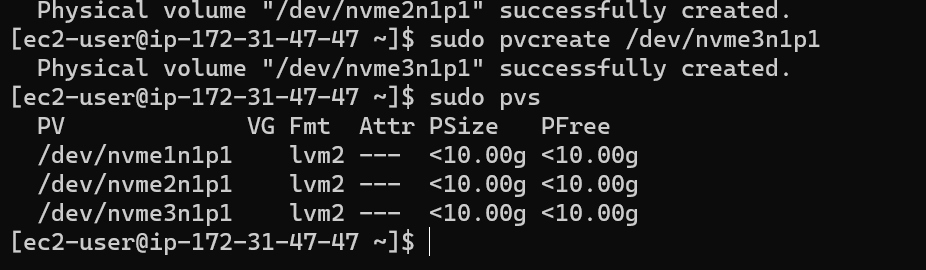 Physical volume "/dev/nvme2n1p1" successfully created.
[ec2-user@ip-172-31-47-47 ~]$ sudo pvcreate /dev/nvme3n1p1
  Physical volume "/dev/nvme3n1p1" successfully created.
[ec2-user@ip-172-31-47-47 ~]$ sudo pvs
  PV             VG Fmt  Attr PSize   PFree
  /dev/nvme1n1p1    lvm2 ---  <10.00g <10.00g
  /dev/nvme2n1p1    lvm2 ---  <10.00g <10.00g
  /dev/nvme3n1p1    lvm2 ---  <10.00g <10.00g
[ec2-user@ip-172-31-47-47 ~]$